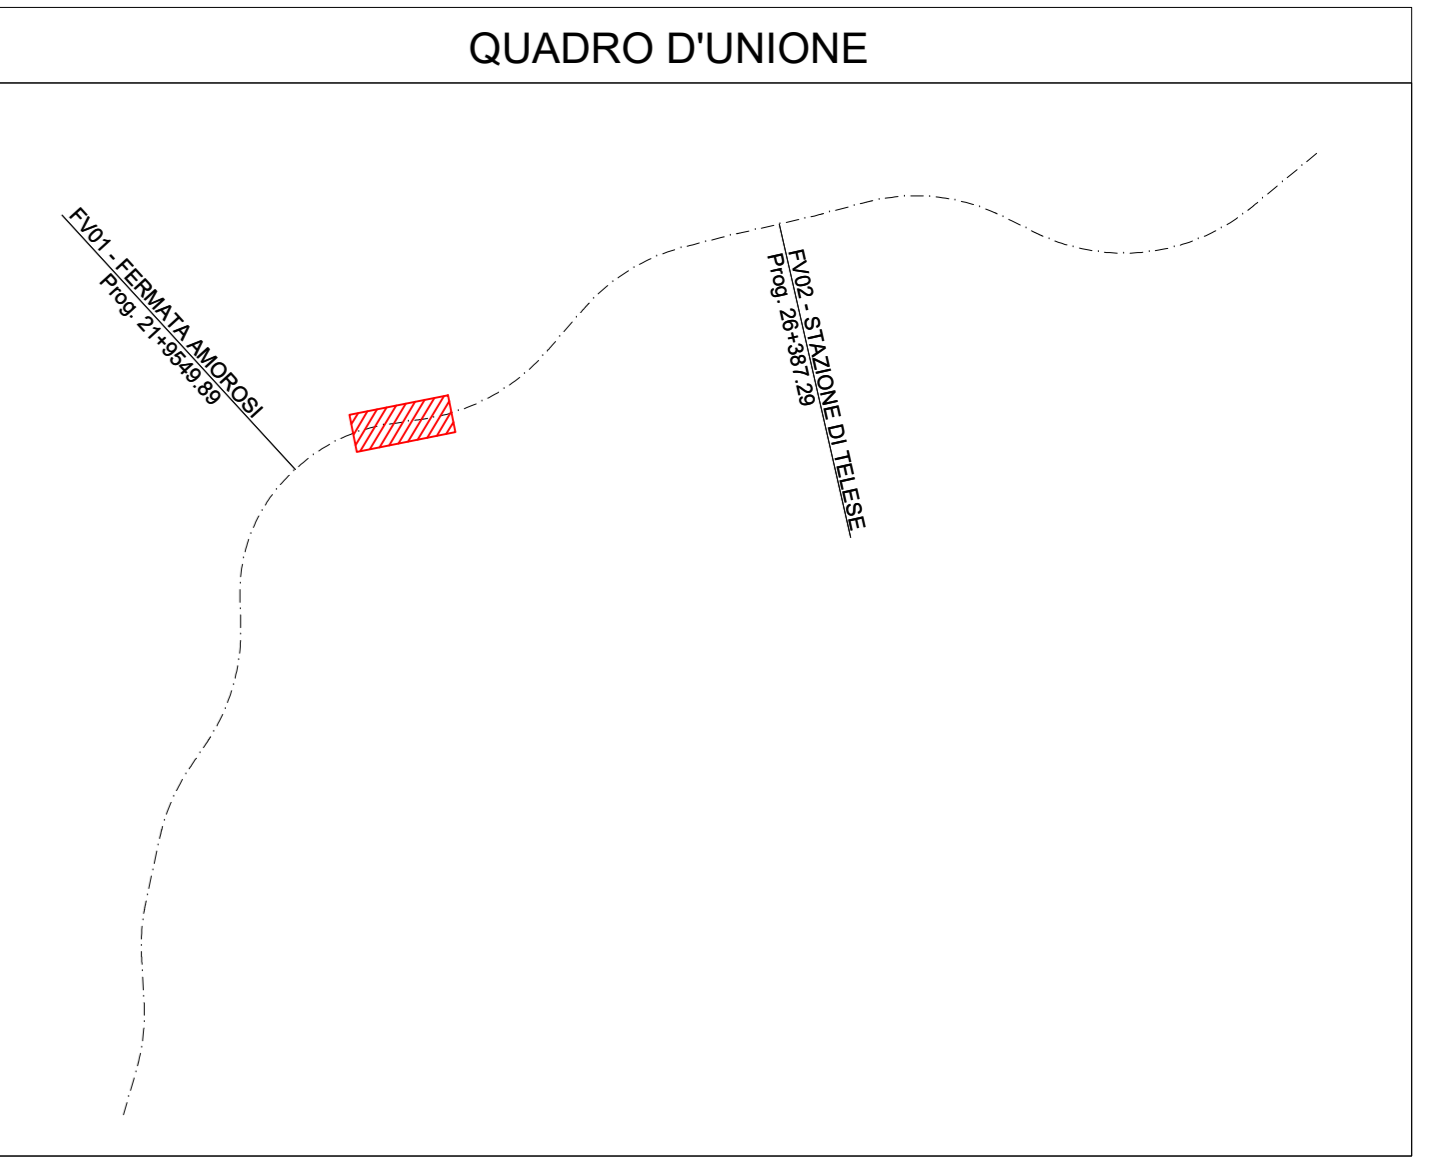 QUADRO D'UNIONE
FV01 - FERMATA AMOROSI
Prog. 21+9549.89
FV02 - STAZIONE DI TELESE
Prog. 26+387.29